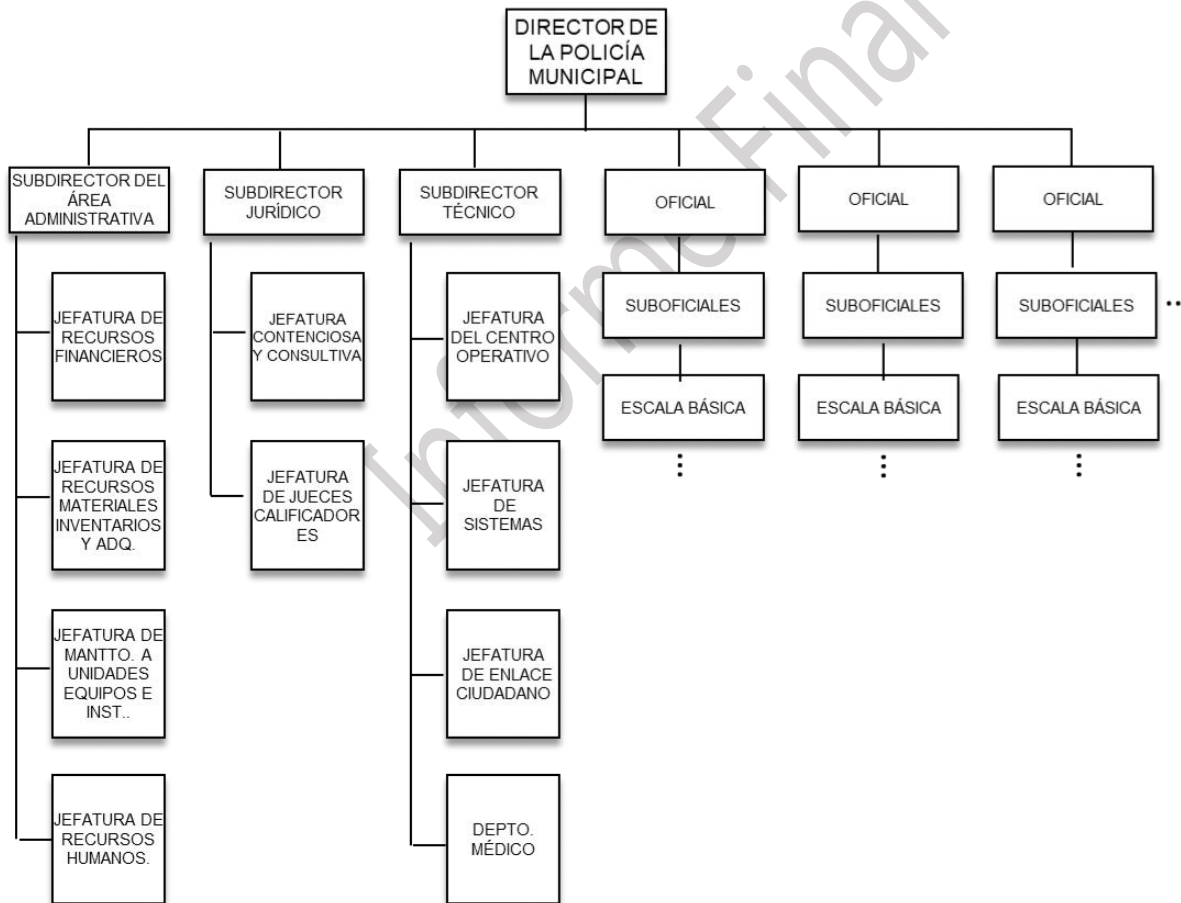 DIRECTOR DE
LA POLICÍA
MUNICIPAL
SUBDIRECTOR DEL
ÁREA
ADMINISTRATIVA
SUBDIRECTOR
JURÍDICO
SUBDIRECTOR
TÉCNICO
OFICIAL
OFICIAL
OFICIAL
JEFATURA DE
RECURSOS
FINANCIEROS
JEFATURA
CONTENCIOSA
Y CONSULTIVA
JEFATURA
DEL CENTRO
OPERATIVO
SUBOFICIALES
SUBOFICIALES
SUBOFICIALES
ESCALA BÁSICA
ESCALA BÁSICA
ESCALA BÁSICA
JEFATURA DE
RECURSOS
MATERIALES
INVENTARIOS
Y ADQ.
JEFATURA
DE JUECES
CALIFICADOR
ES
JEFATURA
DE
SISTEMAS
JEFATURA DE
MANTTO. A
UNIDADES
EQUIPOS E
INST..
JEFATURA
DE ENLACE
CIUDADANO
JEFATURA DE
RECURSOS
HUMANOS.
DEPTO.
MÉDICO
Informe Final